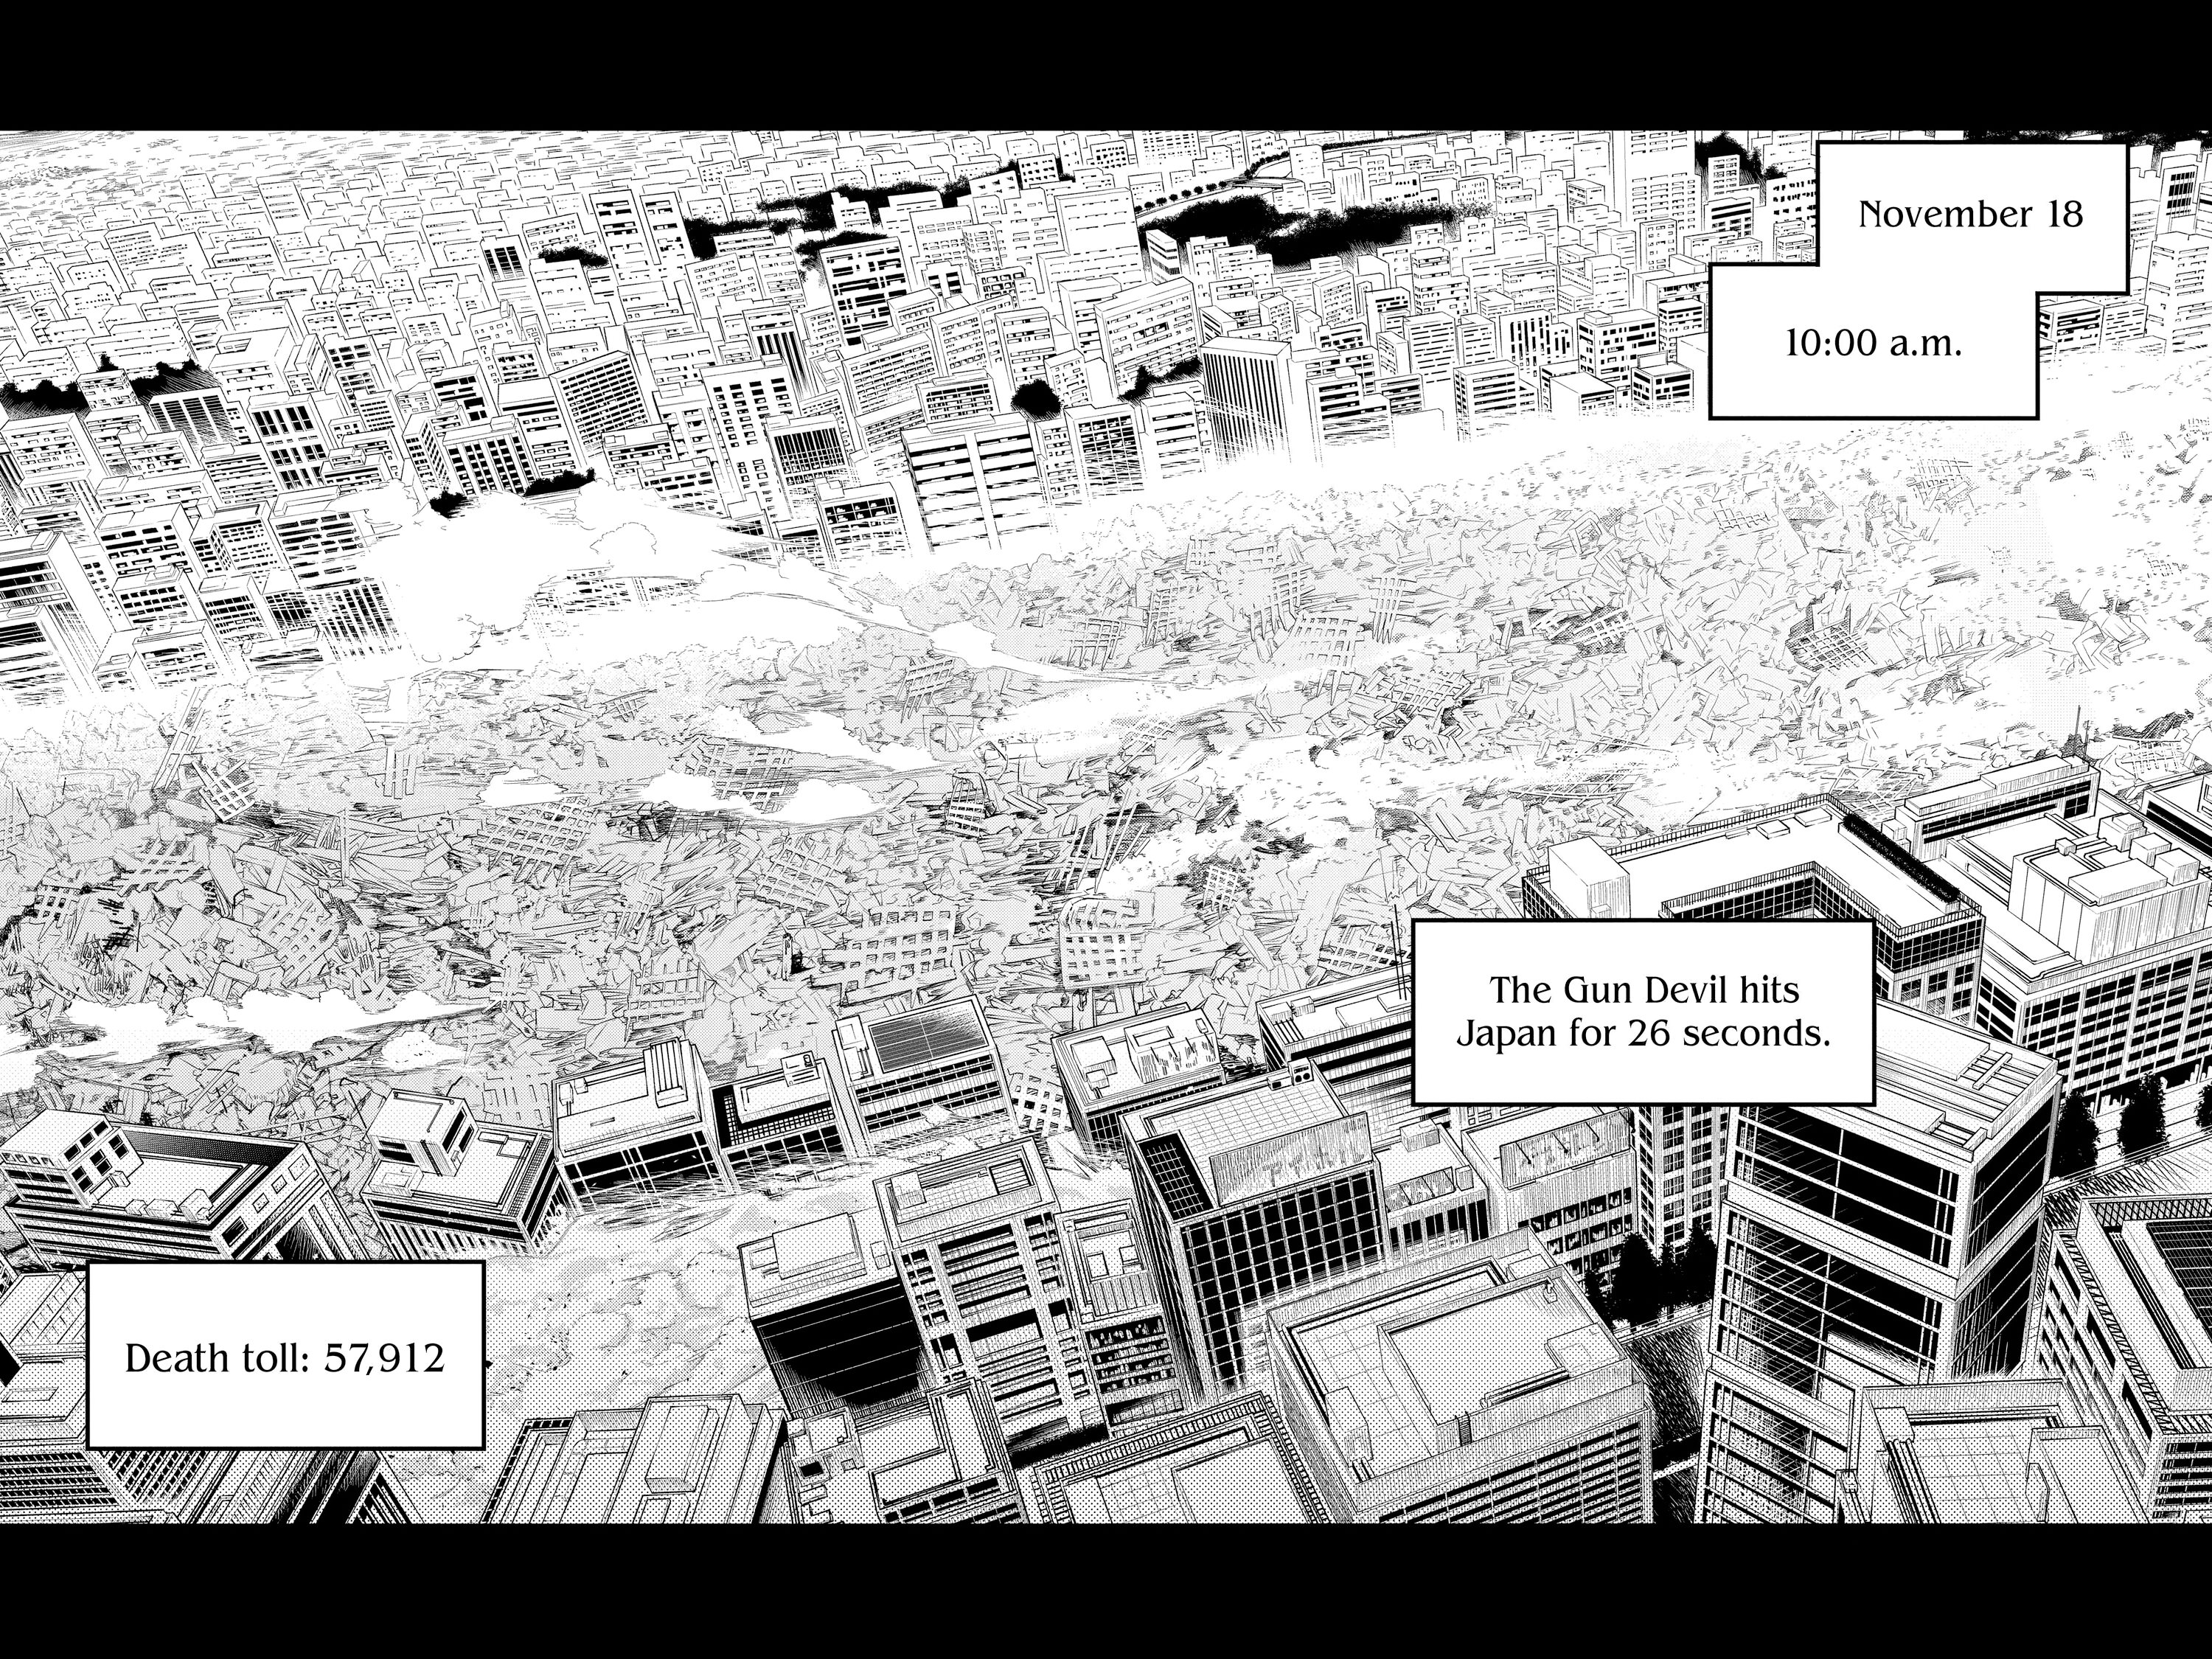 November 18
10:00 a.m.
The Gun Devil hits
Japan for 26 seconds.
Death toll: 57,912